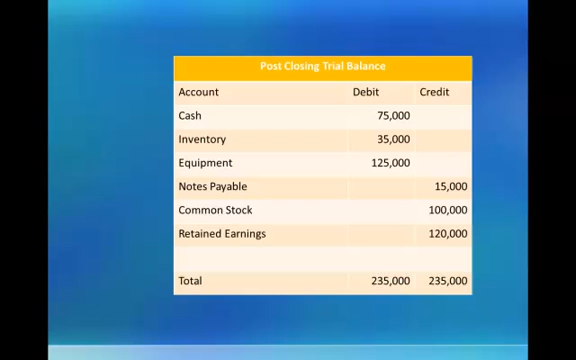 Post Closing Trial Balance
Account Debit Credit
Cash 75,000
Inventory 35,000
Equipment 125,000
Notes Payable 15,000
Common Stock 100,000
Retained Earnings 120,000
Total 235,000 235,000